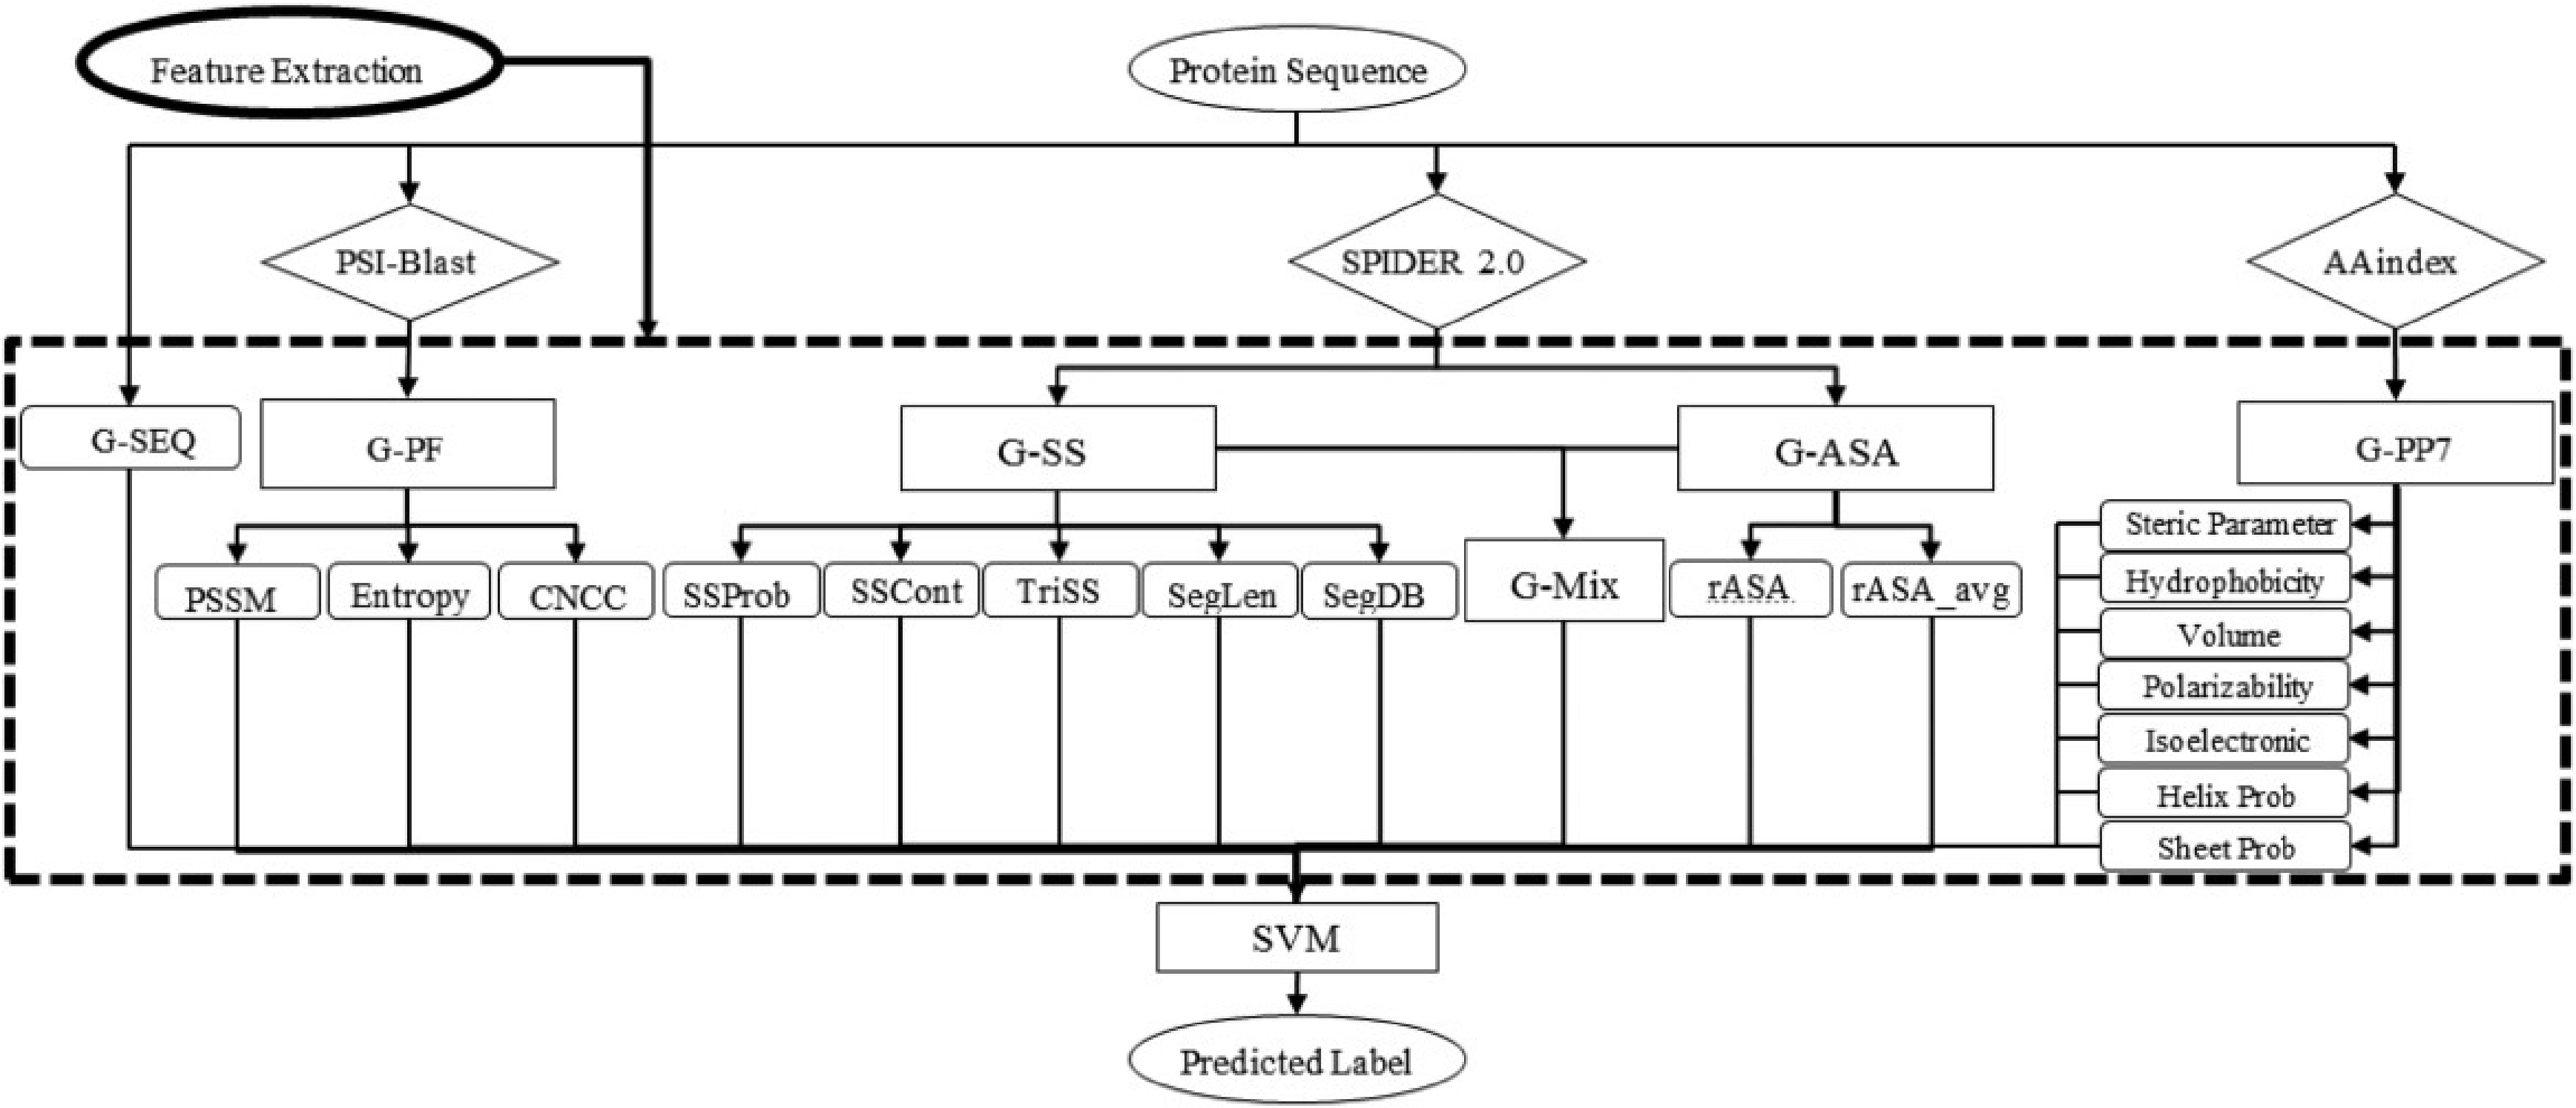 Feature Extraction
Protein Sequence
PSI-Blast
SPIDER 2.0
AAindex
G-SEQ
G-PF
G-SS
G-ASA
G-PP7
PSSM
Entropy
CNCC
SSProb
SSCont
TriSS
SegLen
SegDB
G-Mix
rASA
rASA_avg
Steric Parameter
Hydrophobicity
Volume
Polarizability
Isoelectronic
Helix Prob
Sheet Prob
SVM
Predicted Label